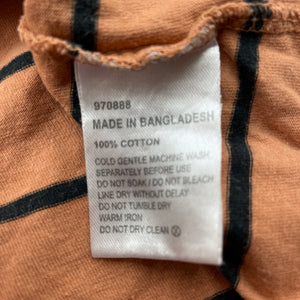 970888
MADE IN BANGLADESH
100% COTTON
COLD GENTLE MACHINE WASH
SEPARATELY BEFORE USE
DO NOT SOAK / DO NOT BLEACH
LINE DRY WITHOUT DELAY
DO NOT TUMBLE DRY
WARM IRON
DO NOT DRY CLEAN